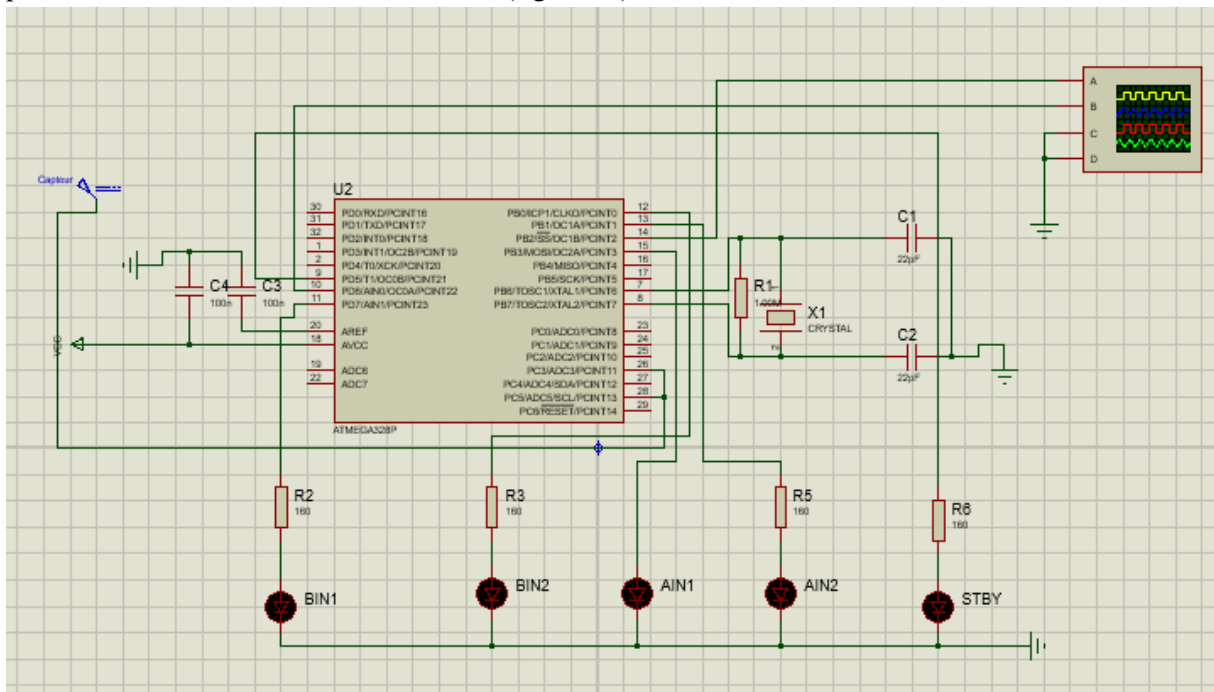 A
B
C
D
Capteur
U2
30
31
32
1
2
9
10
11
20
18
19
22
PD0/RXD/PCINT16
PD1/TXD/PCINT17
PD2/INT0/PCINT18
PD3/INT1/OC2B/PCINT19
PD4/T0/XCK/PCINT20
PD5/T1/OC0B/PCINT21
PD6/AIN0/OC0A/PCINT22
PD7/AIN1/PCINT23
AREF
AVCC
ADC6
ADC7
PB0/ICP1/CLKO/PCINT0
PB1/OC1A/PCINT1
PB2/SS/OC1B/PCINT2
PB3/MOSI/OC2A/PCINT3
PB4/MISO/PCINT4
PB5/SCK/PCINT5
PB6/TOSC1/XTAL1/PCINT6
PB7/TOSC2/XTAL2/PCINT7
PC0/ADC0/PCINT8
PC1/ADC1/PCINT9
PC2/ADC2/PCINT10
PC3/ADC3/PCINT11
PC4/ADC4/SDA/PCINT12
PC5/ADC5/SCL/PCINT13
PC6/RESET/PCINT14
12
13
14
15
16
17
7
8
23
24
25
26
27
28
29
ATMEGA328P
C4
100n
C3
100n
VCC
C1
22pF
R1
1.00M
X1
CRYSTAL
2
C2
22pF
R2
160
R3
160
R5
160
R6
160
BIN1
BIN2
AIN1
AIN2
STBY